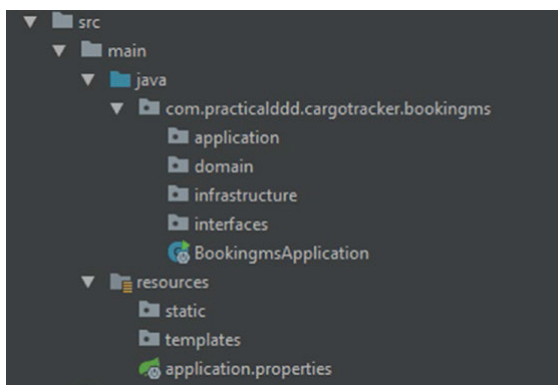 src
main
java
com.practicalddd.cargotracker.bookingms
application
domain
infrastructure
interfaces
BookingmsApplication
resources
static
templates
application.properties